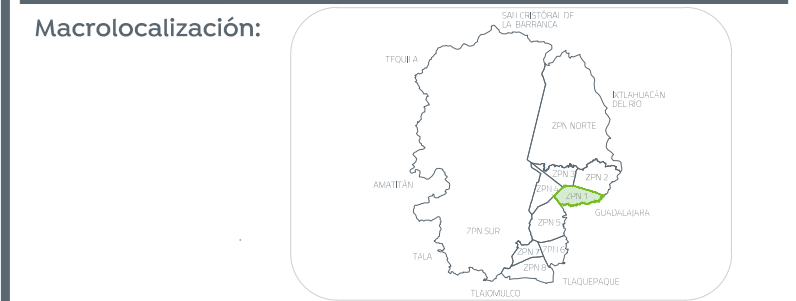 Macrolocalización:
SAN CRISTÓBAL DE
LA BARRANCA
TEQUILA
IXTLAHUACÁN
DEL RÍO
ZPN NORTE
ZPN 3
ZPN 2
AMATITÁN
ZPN 4
ZPN 1
GUADALAJARA
ZPN 5
ZPN SUR
ZPN 7
ZPN 6
TALA
ZPN 8
TLAQUEPAQUE
TLAJOMULCO